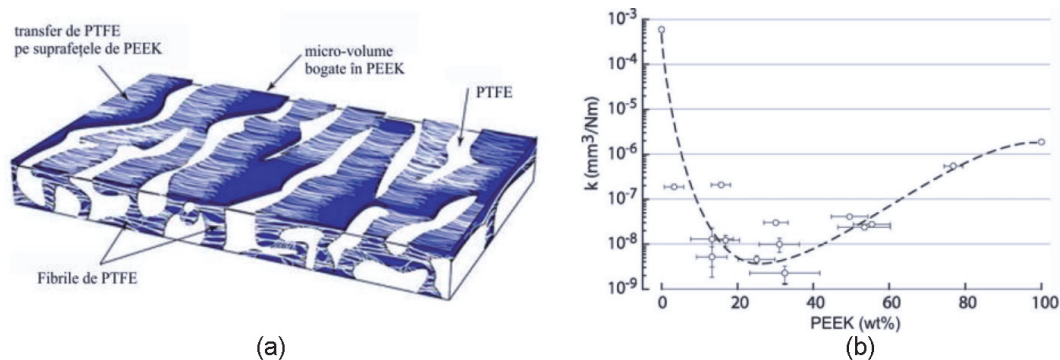 transfer de PTFE
pe suprafețele de PEEK
micro-volume
bogate în PEEK
PTFE
Fibrile de PTFE
(a)
k (mm3/Nm)
10-3
10-4
10-5
10-6
10-7
10-8
10-9
0
20
40
60
80
100
PEEK (wt%)
(b)